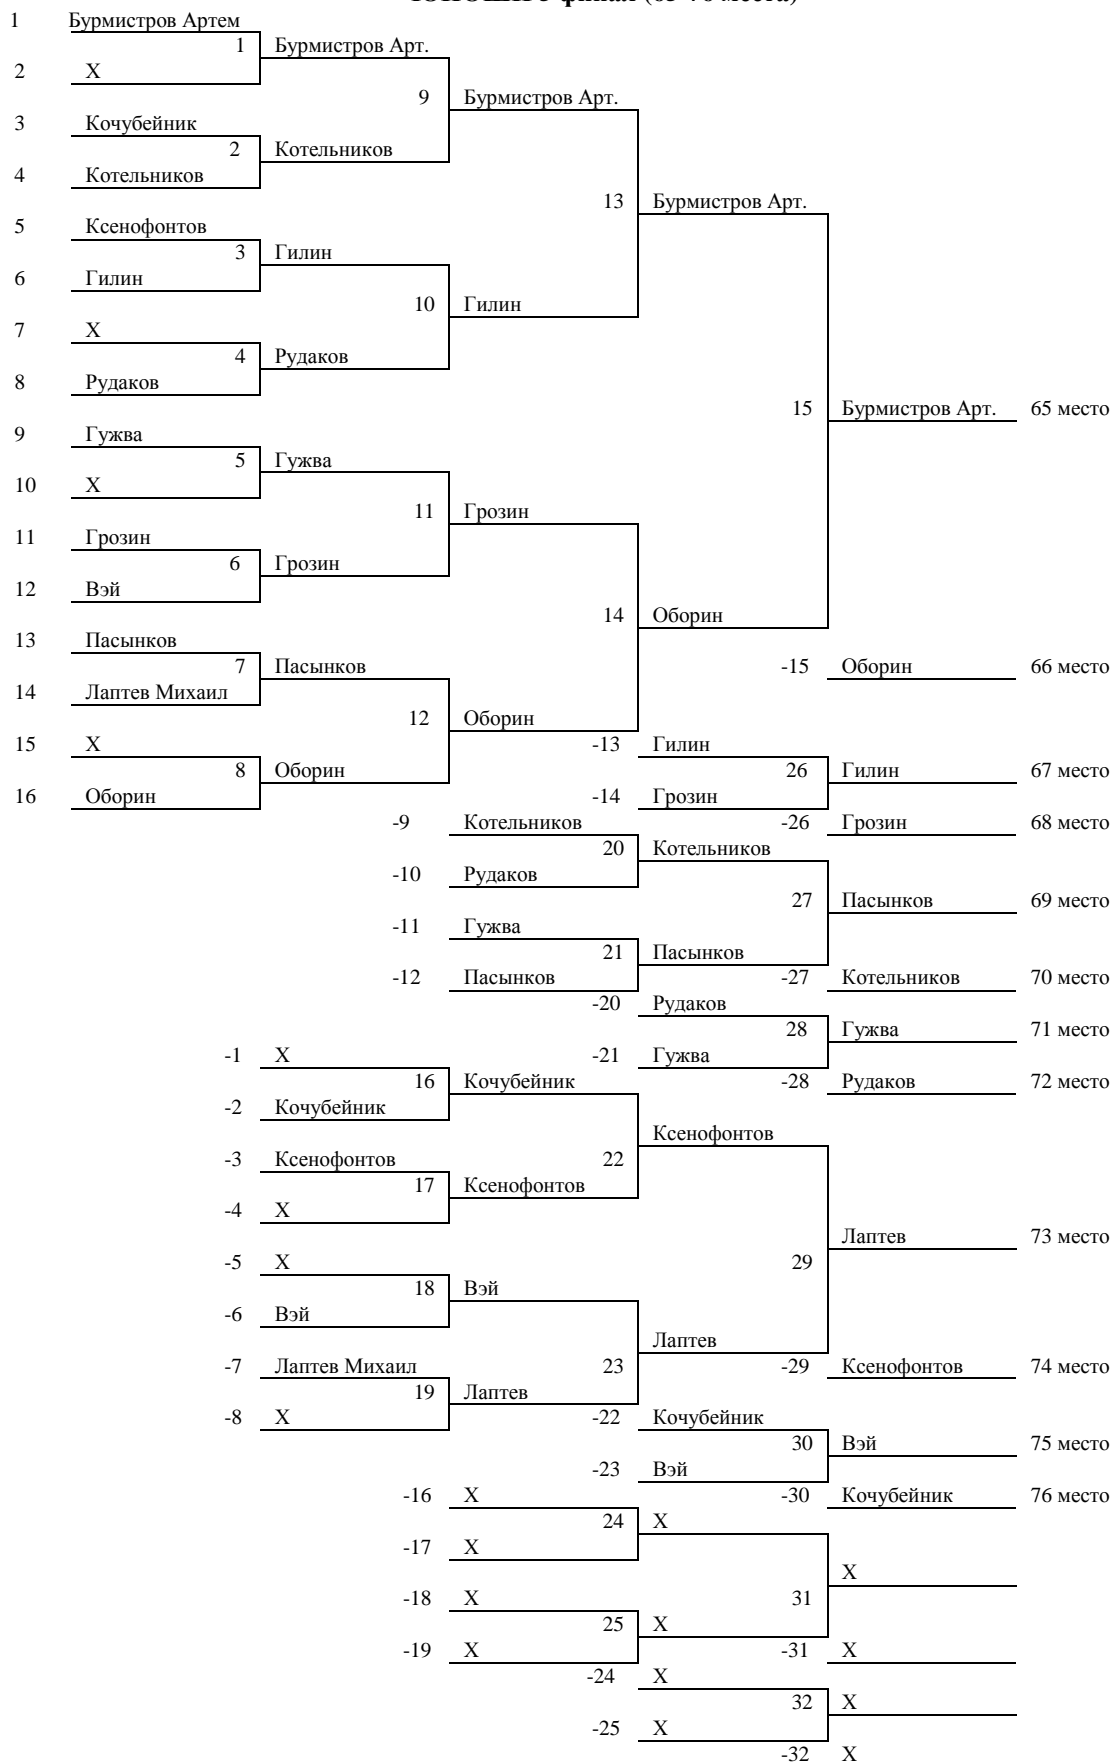 1 Бурмистров Артем
1 Бурмистров Арт.
2 Х
9 Бурмистров Арт.
3 Кочубейник
2 Котельников
4 Котельников
13 Бурмистров Арт.
5 Ксенофонтов
3 Гилин
6 Гилин
10 Гилин
7 Х
4 Рудаков
8 Рудаков
15 Бурмистров Арт. 65 место
9 Гужва
5 Гужва
10 Х
11 Грозин
11 Грозин
6 Грозин
12 Вэй
14 Оборин
13 Пасынков
7 Пасынков
-15 Оборин 66 место
14 Лаптев Михаил
12 Оборин
15 Х
-13 Гилин
8 Оборин
26 Гилин 67 место
16 Оборин
-14 Грозин
-9 Котельников
-26 Грозин 68 место
20 Котельников
-10 Рудаков
27 Пасынков 69 место
-11 Гужва
21 Пасынков
-12 Пасынков
-27 Котельников 70 место
-20 Рудаков
28 Гужва 71 место
-1 Х
-21 Гужва
16 Кочубейник
-28 Рудаков 72 место
-2 Кочубейник
Ксенофонтов
-3 Ксенофонтов
22
17 Ксенофонтов
-4 Х
Лаптев 73 место
-5 Х
29
18 Вэй
-6 Вэй
Лаптев
-7 Лаптев Михаил
23
-29 Ксенофонтов 74 место
19 Лаптев
-8 Х
-22 Кочубейник
30 Вэй 75 место
-23 Вэй
-16 Х
-30 Кочубейник 76 место
24 Х
-17 Х
Х
-18 Х
31
25 Х
-19 Х
-31 Х
-24 Х
32 Х
-25 Х
-32 Х